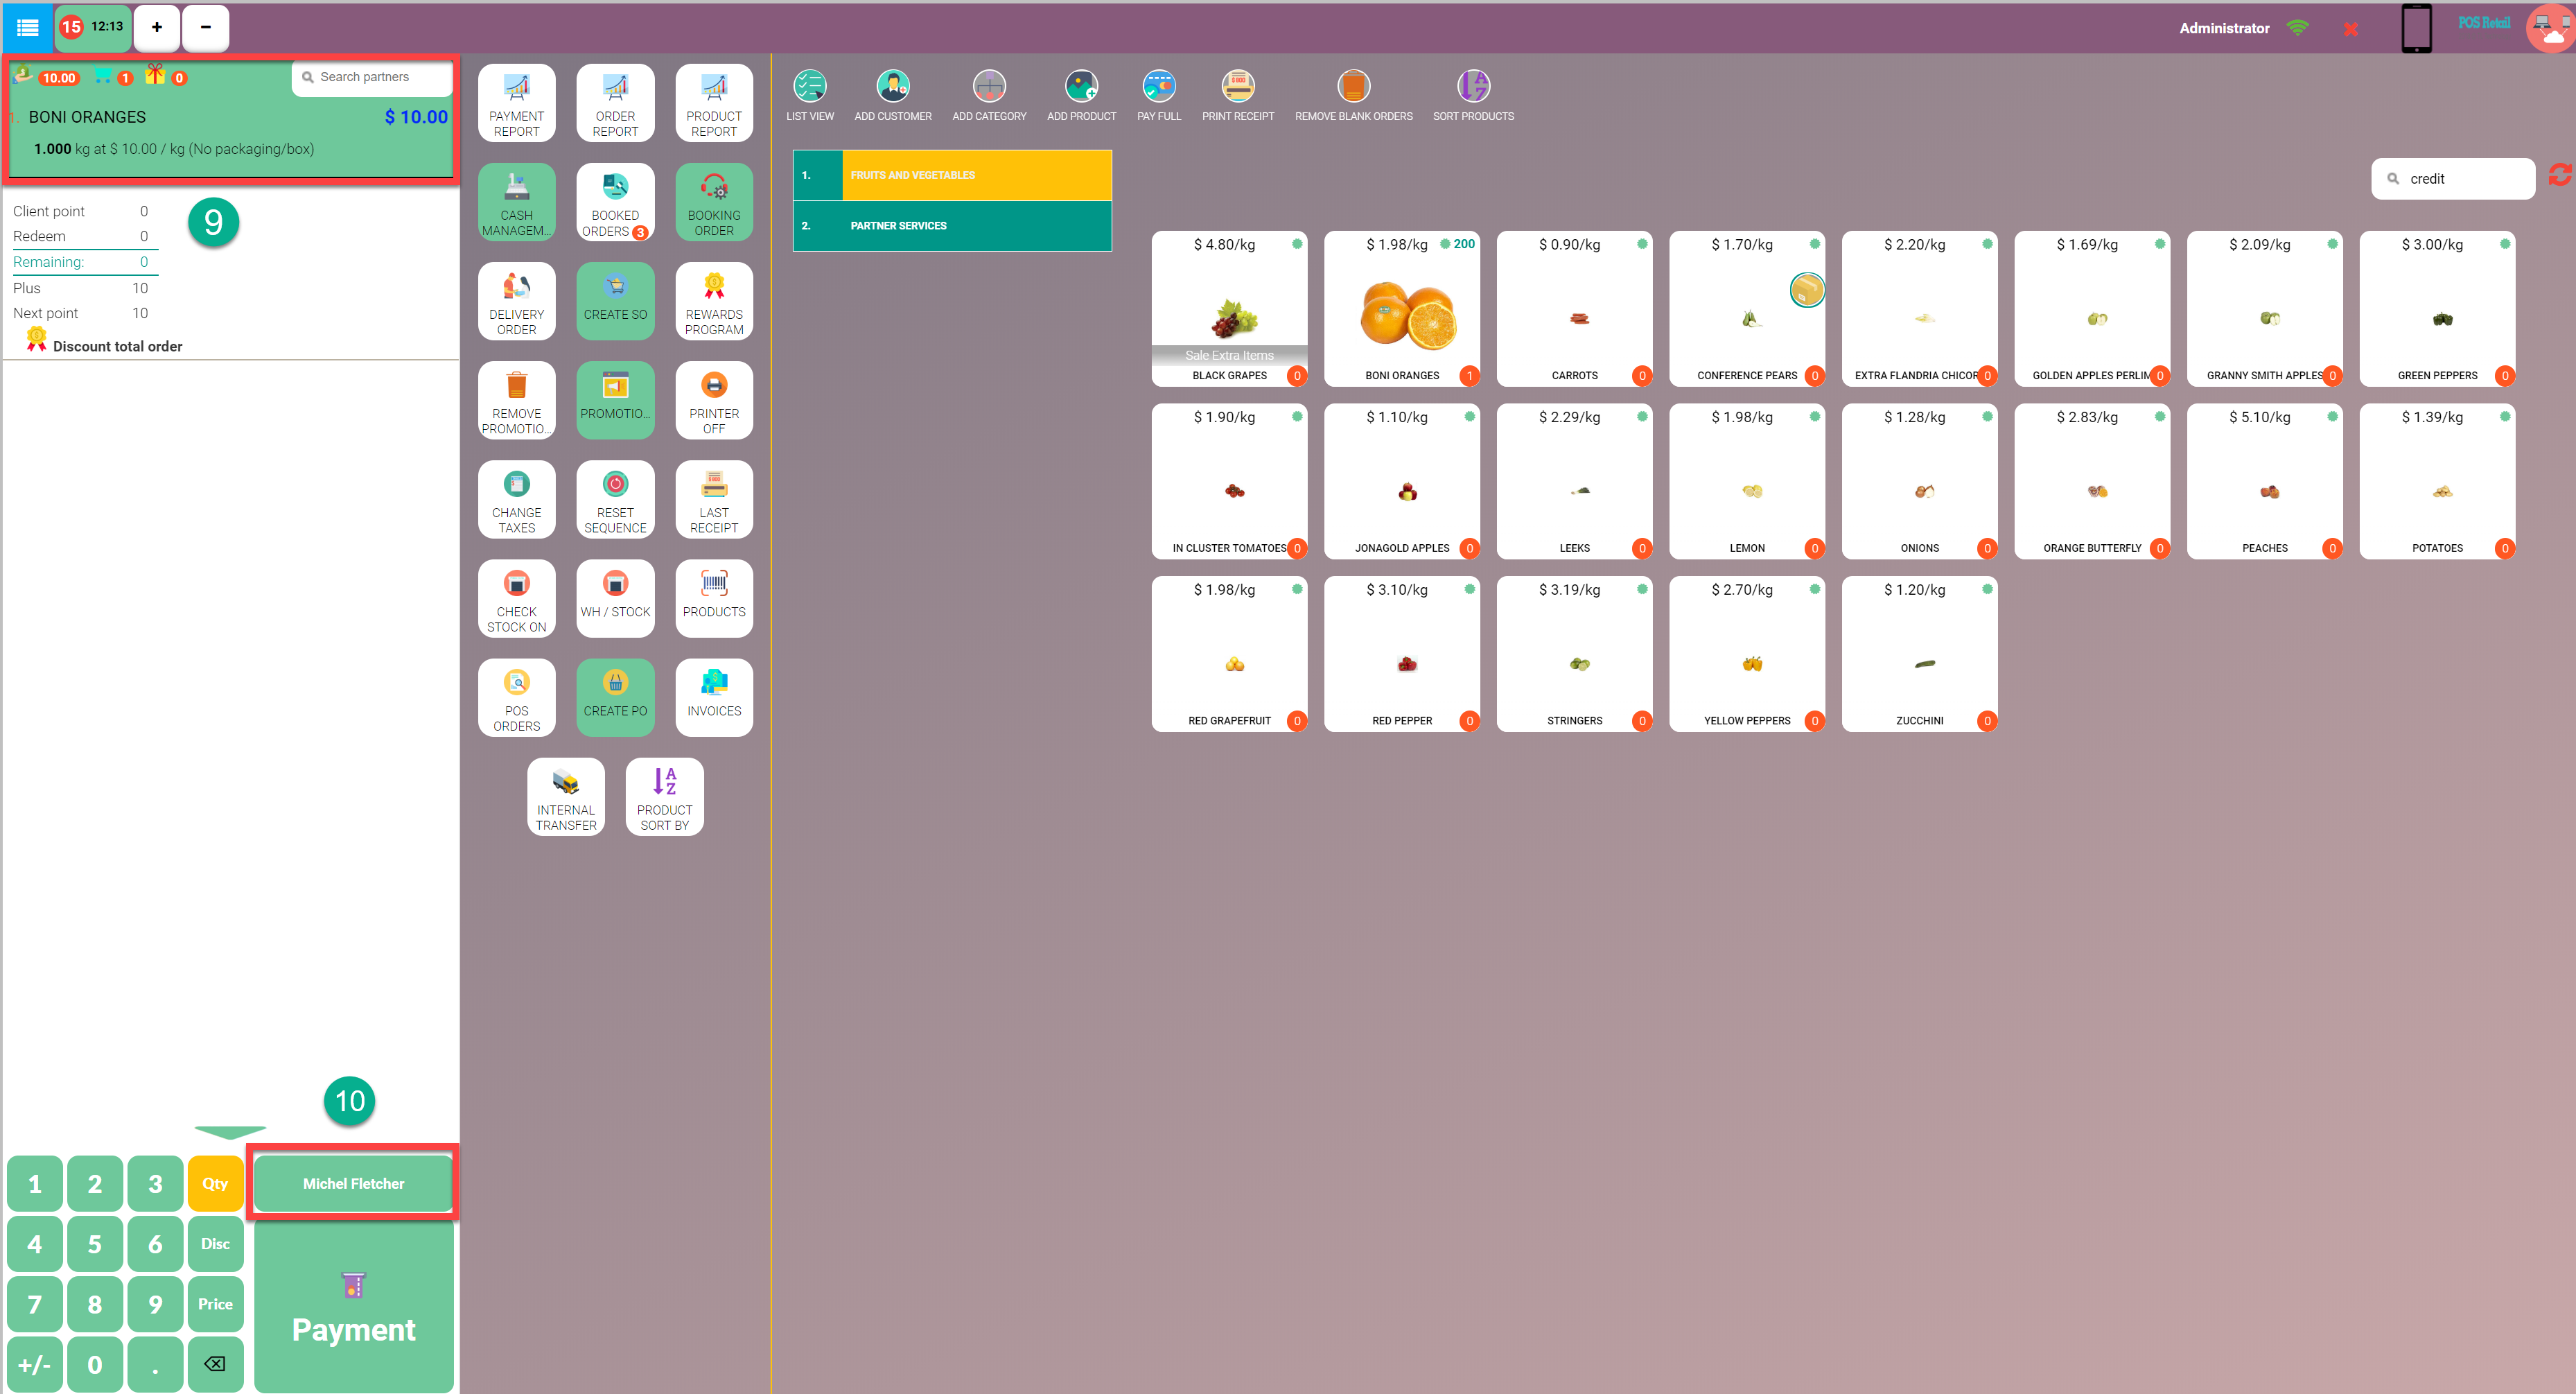 15 12:13 + −
Administrator
POS Retail
10.00 1 0
Search partners
1. BONI ORANGES $ 10.00
1.000 kg at $ 10.00 / kg (No packaging/box)
Client point 0
Redeem 0
Remaining: 0
Plus 10
Next point 10
Discount total order
9
10
1 2 3 Qty
Michel Fletcher
4 5 6 Disc
7 8 9 Price
Payment
+/- 0 .
PAYMENT
REPORT
ORDER
REPORT
PRODUCT
REPORT
CASH
MANAGEM...
BOOKED
ORDERS 3
BOOKING
ORDER
DELIVERY
ORDER
CREATE SO
REWARDS
PROGRAM
REMOVE
PROMOTIO...
PROMOTIO...
PRINTER
OFF
CHANGE
TAXES
RESET
SEQUENCE
LAST
RECEIPT
CHECK
STOCK ON
WH / STOCK
PRODUCTS
POS
ORDERS
CREATE PO
INVOICES
INTERNAL
TRANSFER
A
Z
PRODUCT
SORT BY
LIST VIEW
ADD CUSTOMER
ADD CATEGORY
ADD PRODUCT
PAY FULL
PRINT RECEIPT
REMOVE BLANK ORDERS
A
Z
SORT PRODUCTS
1. FRUITS AND VEGETABLES
2. PARTNER SERVICES
credit
$ 4.80/kg
Sale Extra Items
BLACK GRAPES 0
$ 1.98/kg 200
BONI ORANGES 1
$ 0.90/kg
CARROTS 0
$ 1.70/kg
CONFERENCE PEARS 0
$ 2.20/kg
EXTRA FLANDRIA CHICOR 0
$ 1.69/kg
GOLDEN APPLES PERLIM 0
$ 2.09/kg
GRANNY SMITH APPLES 0
$ 3.00/kg
GREEN PEPPERS 0
$ 1.90/kg
IN CLUSTER TOMATOES 0
$ 1.10/kg
JONAGOLD APPLES 0
$ 2.29/kg
LEEKS 0
$ 1.98/kg
LEMON 0
$ 1.28/kg
ONIONS 0
$ 2.83/kg
ORANGE BUTTERFLY 0
$ 5.10/kg
PEACHES 0
$ 1.39/kg
POTATOES 0
$ 1.98/kg
RED GRAPEFRUIT 0
$ 3.10/kg
RED PEPPER 0
$ 3.19/kg
STRINGERS 0
$ 2.70/kg
YELLOW PEPPERS 0
$ 1.20/kg
ZUCCHINI 0